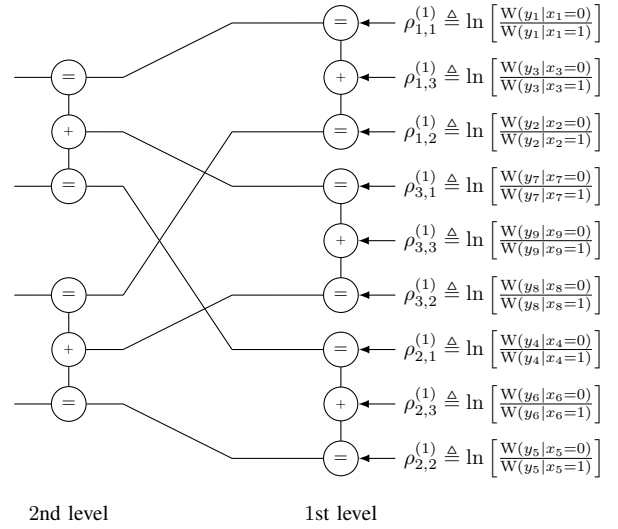 = ρ_{1,1}^{(1)} ≜ ln [W(y_1|x_1=0) / W(y_1|x_1=1)]
= + ρ_{1,3}^{(1)} ≜ ln [W(y_3|x_3=0) / W(y_3|x_3=1)]
+ = ρ_{1,2}^{(1)} ≜ ln [W(y_2|x_2=0) / W(y_2|x_2=1)]
= = ρ_{3,1}^{(1)} ≜ ln [W(y_7|x_7=0) / W(y_7|x_7=1)]
+ ρ_{3,3}^{(1)} ≜ ln [W(y_9|x_9=0) / W(y_9|x_9=1)]
= = ρ_{3,2}^{(1)} ≜ ln [W(y_8|x_8=0) / W(y_8|x_8=1)]
+ = ρ_{2,1}^{(1)} ≜ ln [W(y_4|x_4=0) / W(y_4|x_4=1)]
= + ρ_{2,3}^{(1)} ≜ ln [W(y_6|x_6=0) / W(y_6|x_6=1)]
= ρ_{2,2}^{(1)} ≜ ln [W(y_5|x_5=0) / W(y_5|x_5=1)]
2nd level 1st level